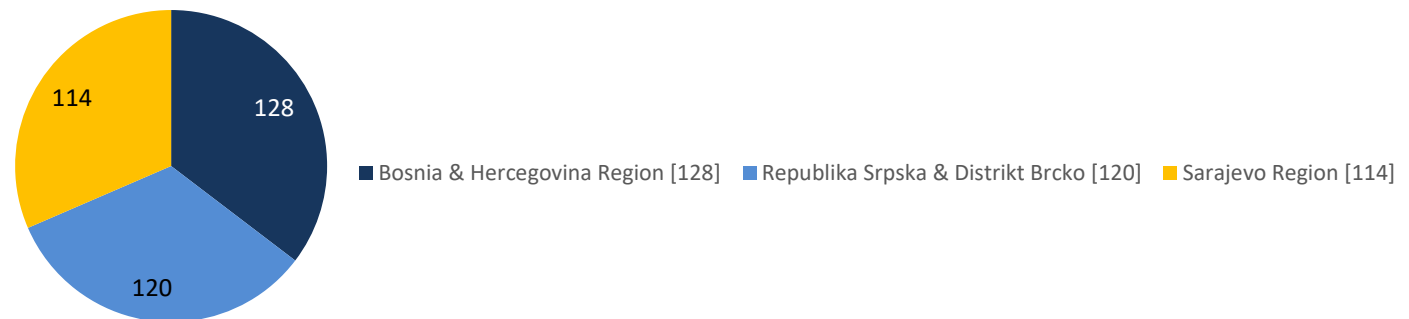 114
128
120
Bosnia & Hercegovina Region [128] Republika Srpska & Distrikt Brcko [120] Sarajevo Region [114]